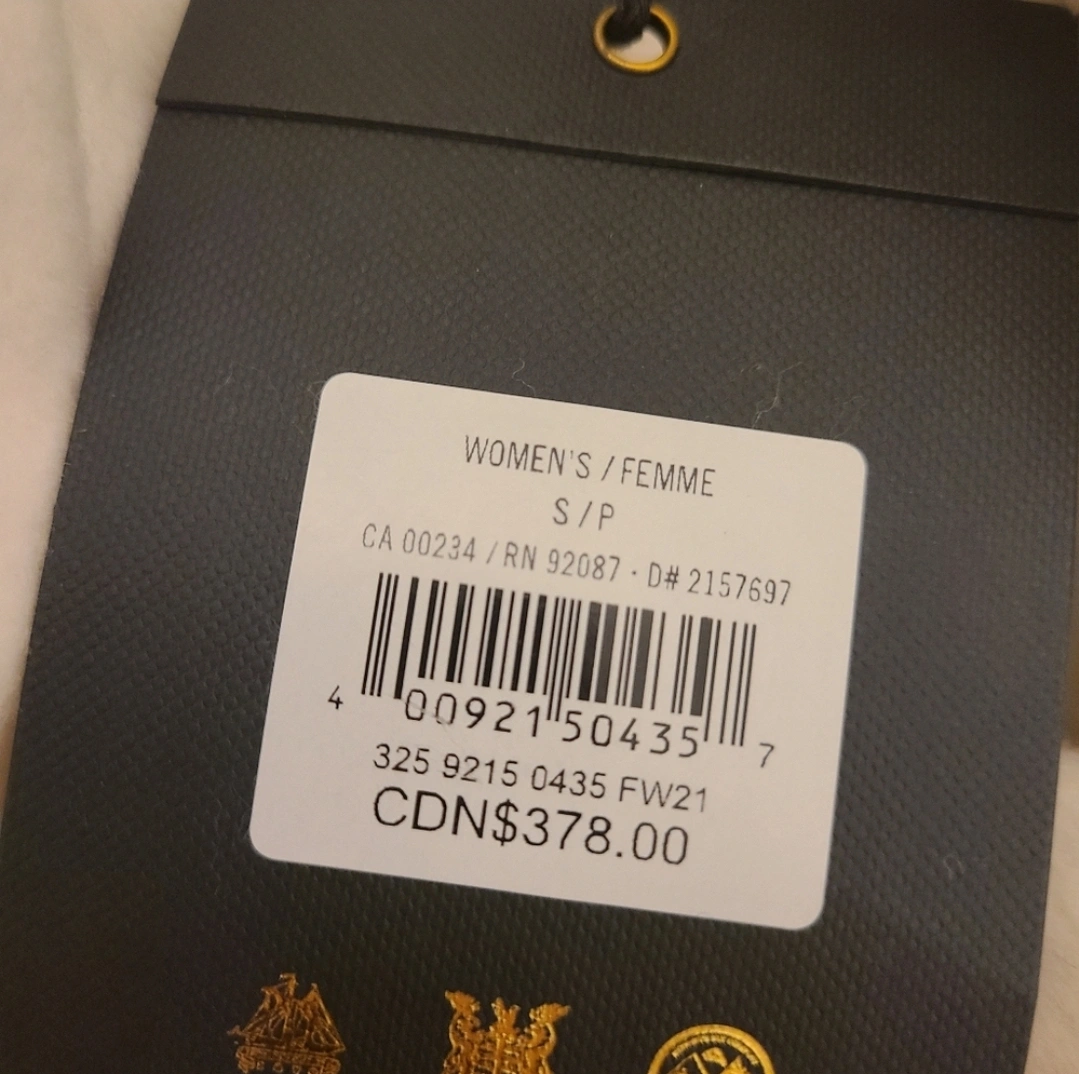 WOMEN'S / FEMME
S / P
CA 00234 / RN 92087 · D# 2157697
4 00921 50435 7
325 9215 0435 FW21
CDN$378.00